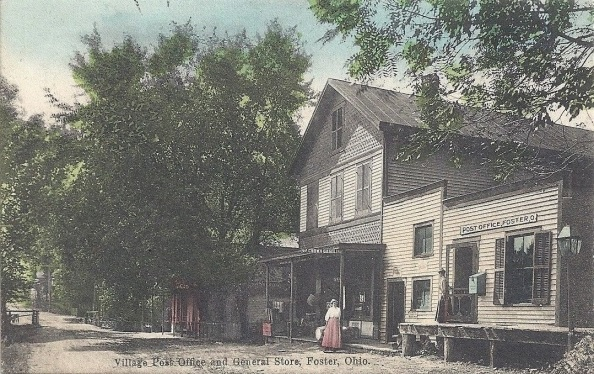 POST OFFICE, FOSTER, O.
Village Post Office and General Store, Foster, Ohio.